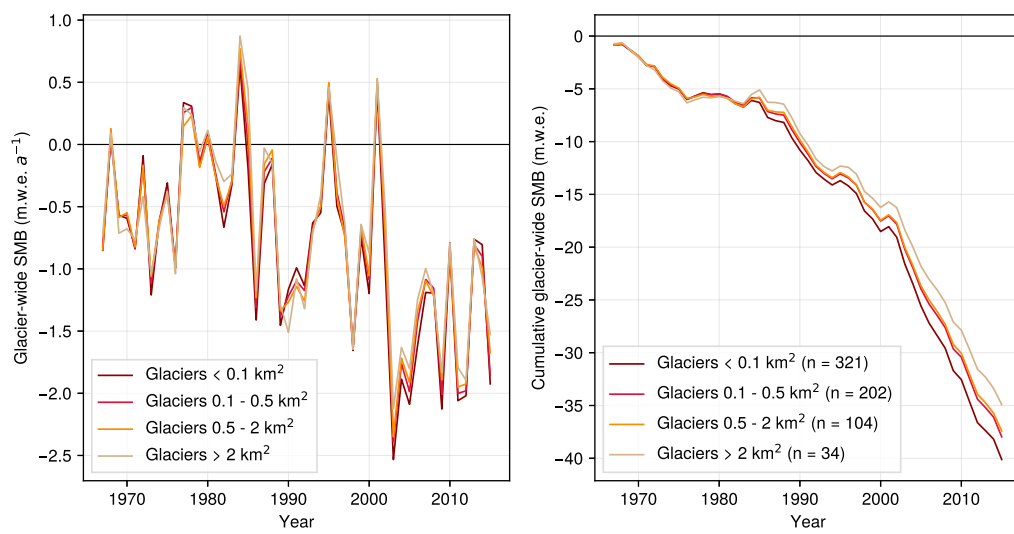 1.0
0.5
0.0
−0.5
−1.0
−1.5
−2.0
−2.5
Glacier-wide SMB (m.w.e. a⁻¹)
Glaciers < 0.1 km²
Glaciers 0.1 - 0.5 km²
Glaciers 0.5 - 2 km²
Glaciers > 2 km²
1970 1980 1990 2000 2010
Year
0
−5
−10
−15
−20
−25
−30
−35
−40
Cumulative glacier-wide SMB (m.w.e.)
Glaciers < 0.1 km² (n = 321)
Glaciers 0.1 - 0.5 km² (n = 202)
Glaciers 0.5 - 2 km² (n = 104)
Glaciers > 2 km² (n = 34)
1970 1980 1990 2000 2010
Year